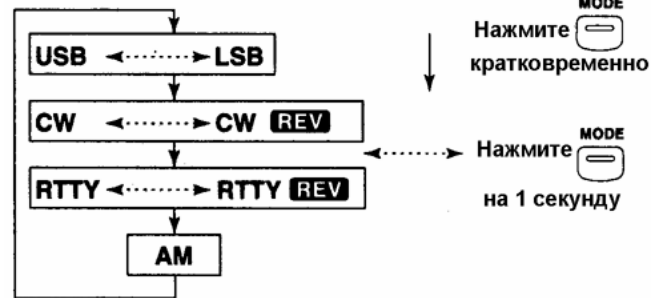 MODE
Нажмите
кратковременно
USB LSB
CW CW REV
MODE
Нажмите
на 1 секунду
RTTY RTTY REV
AM